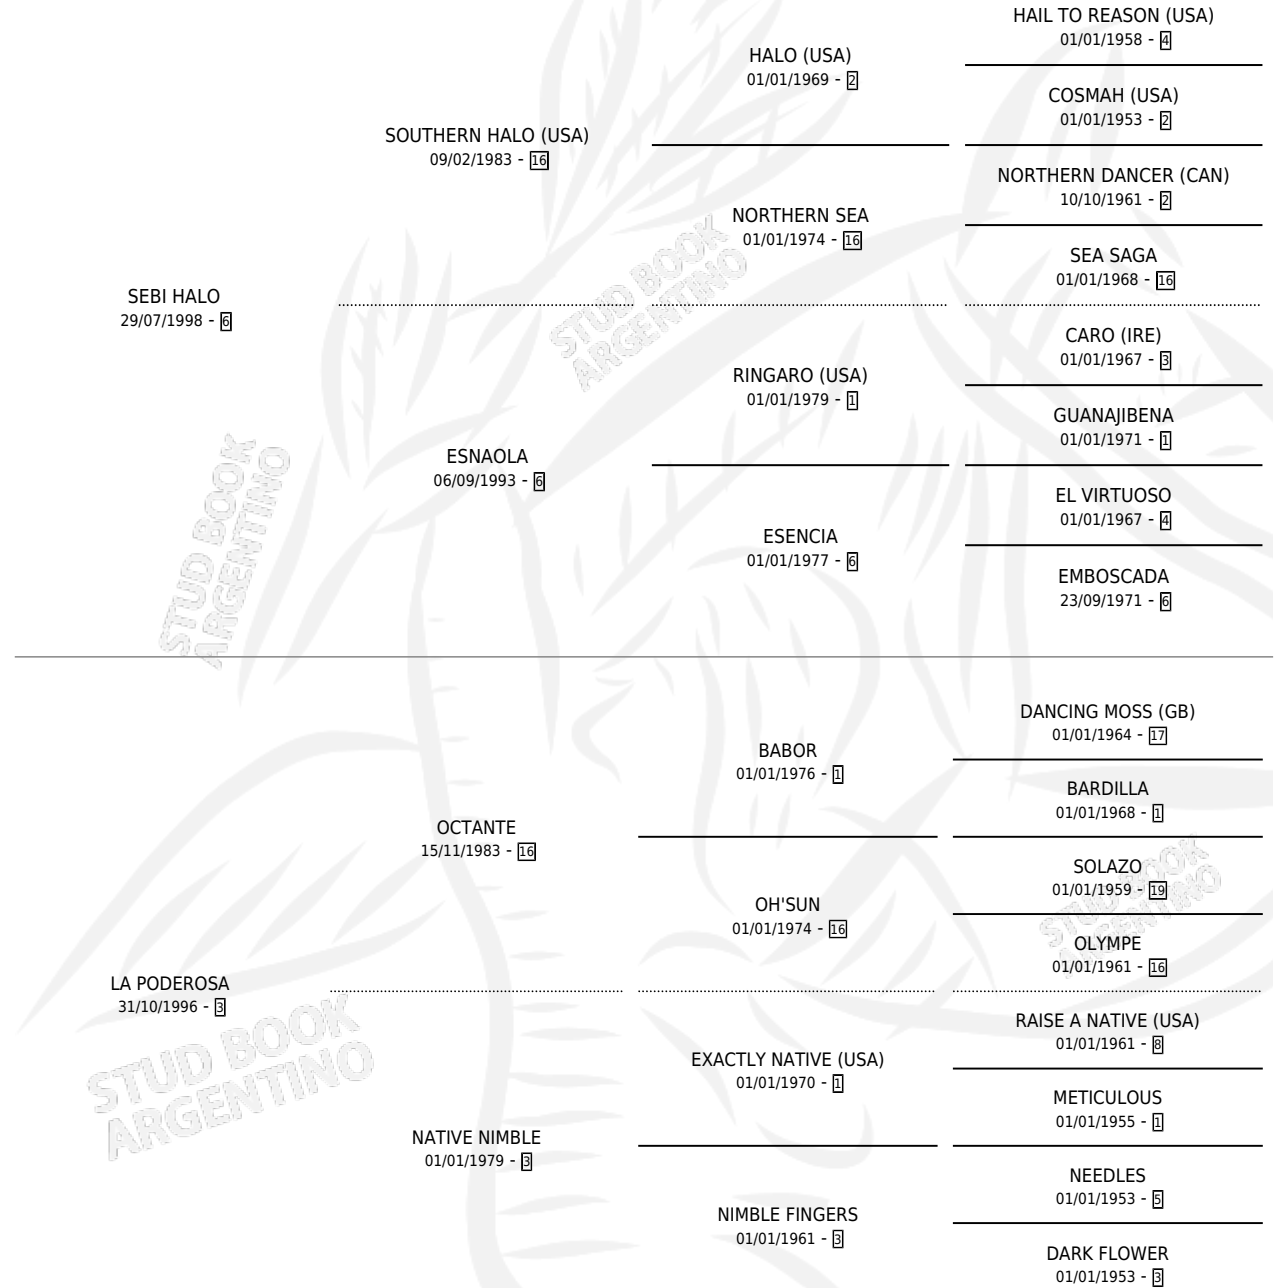 HAIL TO REASON (USA)
01/01/1958 - 4
HALO (USA)
01/01/1969 - 2
COSMAH (USA)
01/01/1953 - 2
SOUTHERN HALO (USA)
09/02/1983 - 16
NORTHERN DANCER (CAN)
10/10/1961 - 2
NORTHERN SEA
01/01/1974 - 16
SEA SAGA
01/01/1968 - 16
SEBI HALO
29/07/1998 - 6
STUD BOOK
ARGENTINO
CARO (IRE)
01/01/1967 - 3
RINGARO (USA)
01/01/1979 - 1
GUANAJIBENA
01/01/1971 - 1
ESNAOLA
06/09/1993 - 6
EL VIRTUOSO
01/01/1967 - 4
ESENCIA
01/01/1977 - 6
EMBOSCADA
23/09/1971 - 6
STUD BOOK
ARGENTINO
DANCING MOSS (GB)
01/01/1964 - 17
BABOR
01/01/1976 - 1
BARDILLA
01/01/1968 - 1
OCTANTE
15/11/1983 - 16
SOLAZO
01/01/1959 - 19
OH'SUN
01/01/1974 - 16
OLYMPE
01/01/1961 - 16
STUD BOOK
ARGENTINO
LA PODEROSA
31/10/1996 - 3
RAISE A NATIVE (USA)
01/01/1961 - 8
EXACTLY NATIVE (USA)
01/01/1970 - 1
METICULOUS
01/01/1955 - 1
STUD BOOK
ARGENTINO
NATIVE NIMBLE
01/01/1979 - 3
NEEDLES
01/01/1953 - 5
NIMBLE FINGERS
01/01/1961 - 3
DARK FLOWER
01/01/1953 - 3